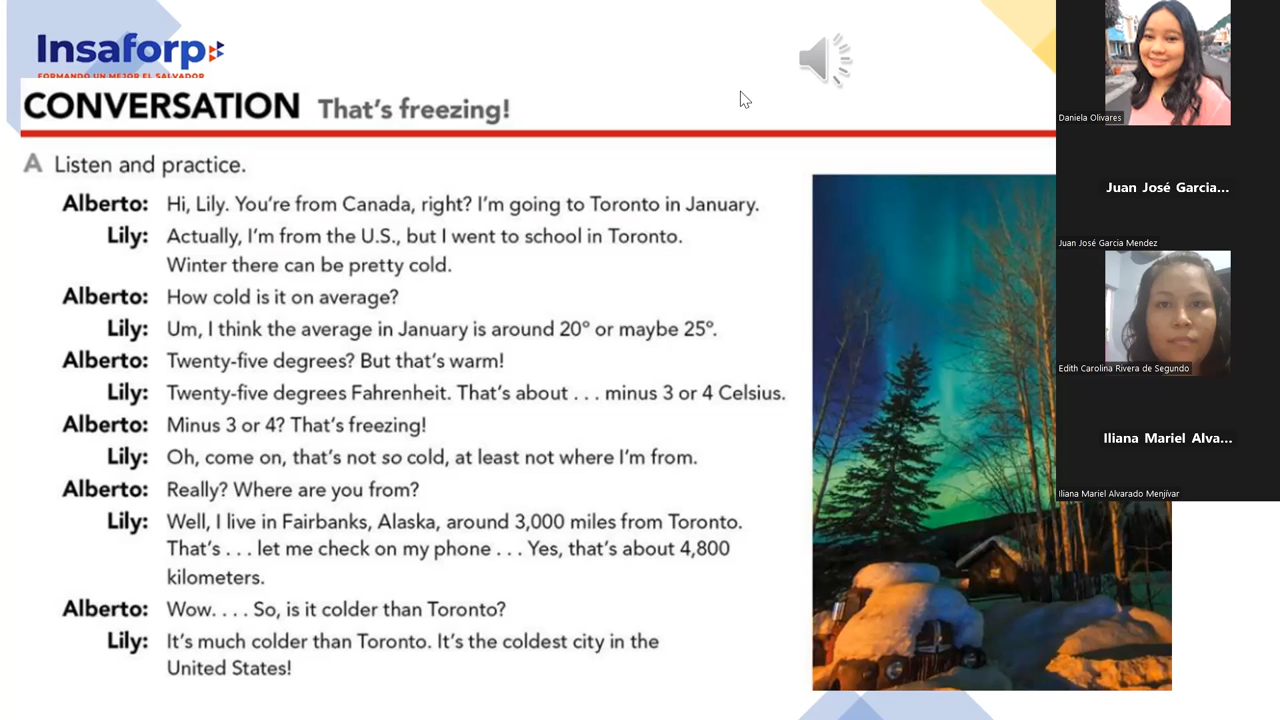 Insaforp
FORMANDO UN MEJOR EL SALVADOR
CONVERSATION That's freezing!
A Listen and practice.
Alberto: Hi, Lily. You're from Canada, right? I'm going to Toronto in January.
Lily: Actually, I'm from the U.S., but I went to school in Toronto.
Winter there can be pretty cold.
Alberto: How cold is it on average?
Lily: Um, I think the average in January is around 20º or maybe 25º.
Alberto: Twenty-five degrees? But that's warm!
Lily: Twenty-five degrees Fahrenheit. That's about . . . minus 3 or 4 Celsius.
Alberto: Minus 3 or 4? That's freezing!
Lily: Oh, come on, that's not so cold, at least not where I'm from.
Alberto: Really? Where are you from?
Lily: Well, I live in Fairbanks, Alaska, around 3,000 miles from Toronto.
That's . . . let me check on my phone . . . Yes, that's about 4,800
kilometers.
Alberto: Wow. . . . So, is it colder than Toronto?
Lily: It's much colder than Toronto. It's the coldest city in the
United States!
Daniela Olivares
Juan José Garcia...
Juan José Garcia Mendez
Edith Carolina Rivera de Segundo
Iliana Mariel Alva...
Iliana Mariel Alvarado Menjívar